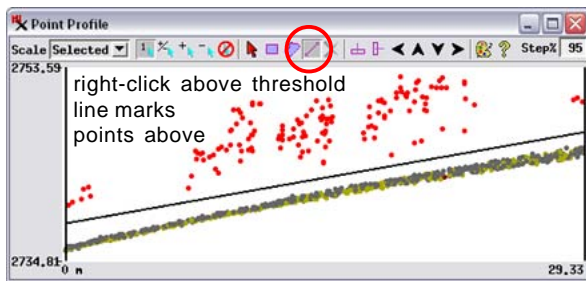 Point Profile
Scale Selected Step% 95
2753.59
right-click above threshold
line marks
points above
2734.81
0 m 29.33